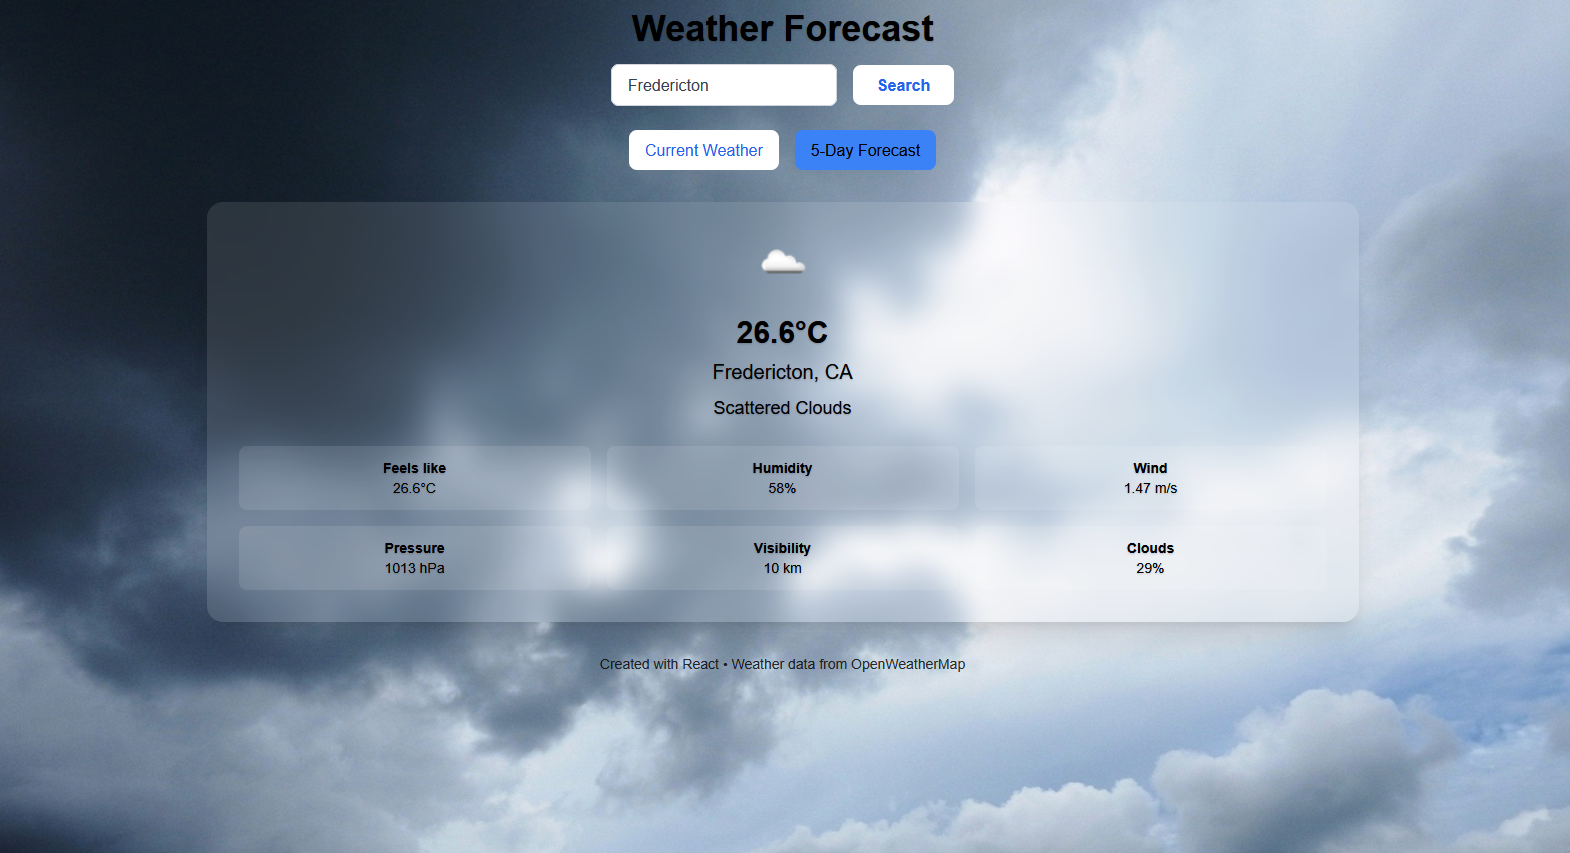 Weather Forecast
Fredericton
Search
Current Weather
5-Day Forecast
26.6°C
Fredericton, CA
Scattered Clouds
Feels like
26.6°C
Humidity
58%
Wind
1.47 m/s
Pressure
1013 hPa
Visibility
10 km
Clouds
29%
Created with React • Weather data from OpenWeatherMap